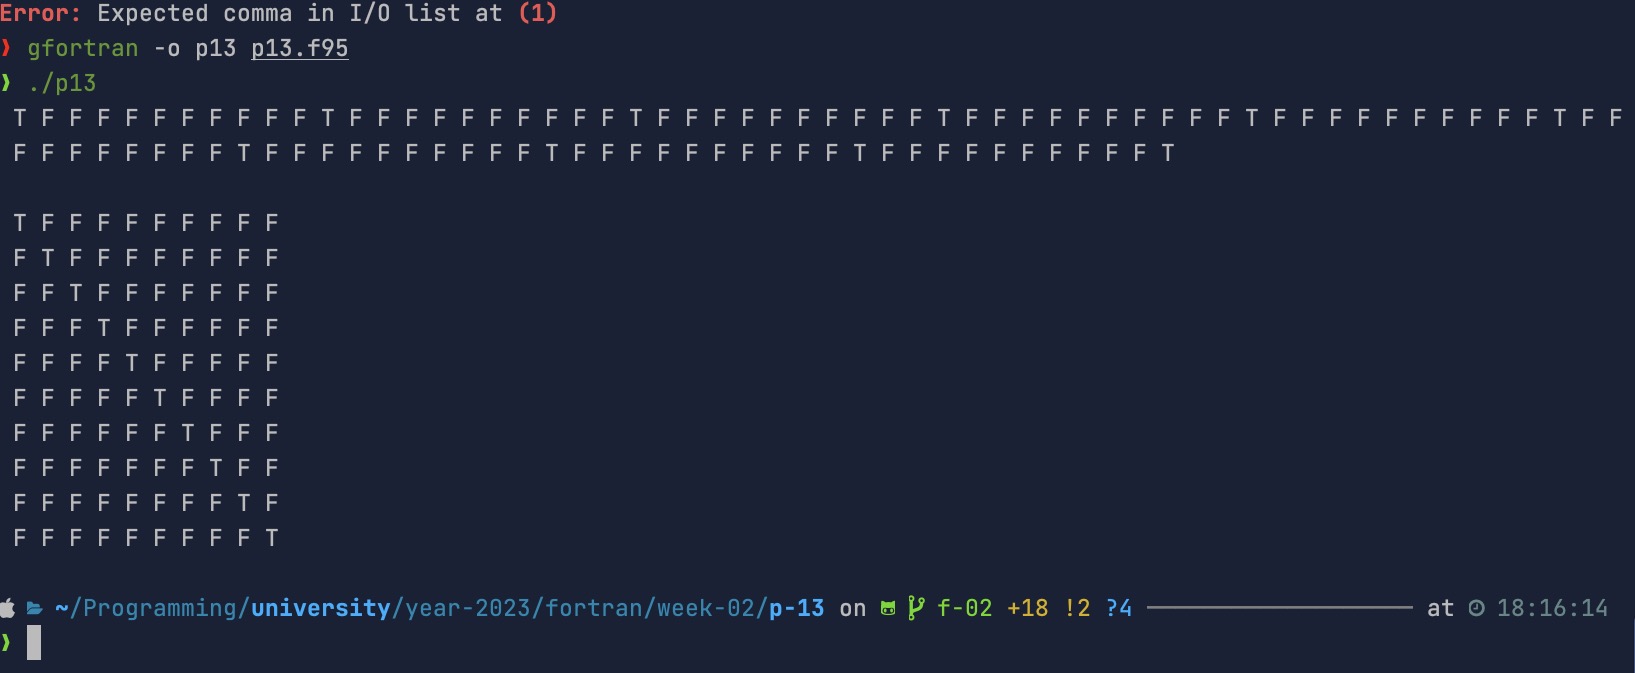 Error: Expected comma in I/O list at (1)
❯ gfortran -o p13 p13.f95
❯ ./p13
T F F F F F F F F F F T F F F F F F F F F F T F F F F F F F F F F T F F F F F F F F F F T F F F F F F F F F F T F F
F F F F F F F F T F F F F F F F F F F T F F F F F F F F F F T F F F F F F F F F F T
T F F F F F F F F F
F T F F F F F F F F
F F T F F F F F F F
F F F T F F F F F F
F F F F T F F F F F
F F F F F T F F F F
F F F F F F T F F F
F F F F F F F T F F
F F F F F F F F T F
F F F F F F F F F T
~/Programming/university/year-2023/fortran/week-02/p-13 on f-02 +18 !2 ?4 at 18:16:14
❯